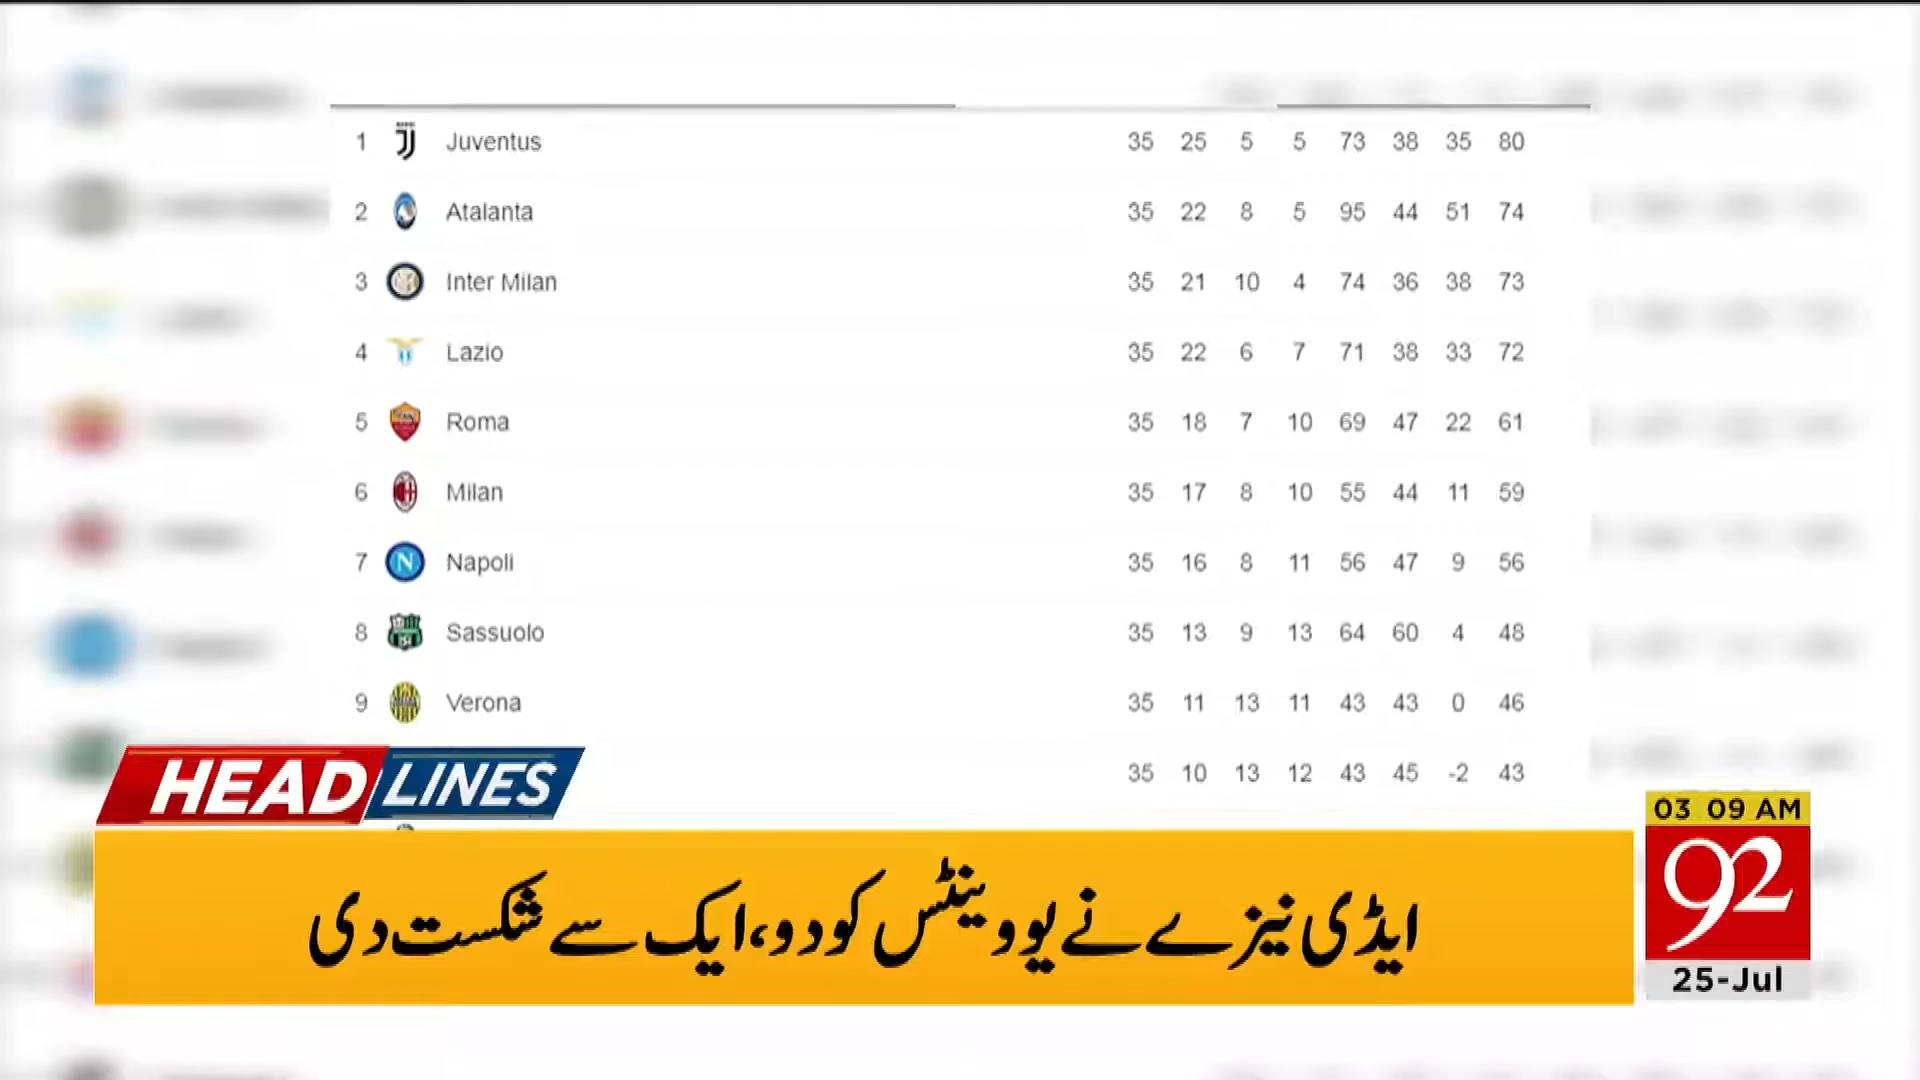 1 Juventus 35 25 5 5 73 38 35 80
2 Atalanta 35 22 8 5 95 44 51 74
3 Inter Milan 35 21 10 4 74 36 38 73
4 Lazio 35 22 6 7 71 38 33 72
5 Roma 35 18 7 10 69 47 22 61
6 Milan 35 17 8 10 55 44 11 59
7 Napoli 35 16 8 11 56 47 9 56
8 Sassuolo 35 13 9 13 64 60 4 48
9 Verona 35 11 13 11 43 43 0 46
35 10 13 12 43 45 -2 43
HEADLINES
ایڈی نیزے نے یووینٹس کو دو، ایک سے شکست دی
03 09 AM
92
25-Jul